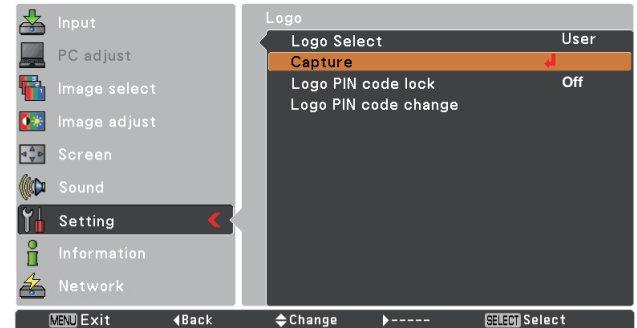 Input
PC adjust
Image select
Image adjust
Screen
Sound
Setting
Information
Network
Logo
Logo Select User
Capture
Logo PIN code lock Off
Logo PIN code change
MENU Exit Back Change ----- SELECT Select